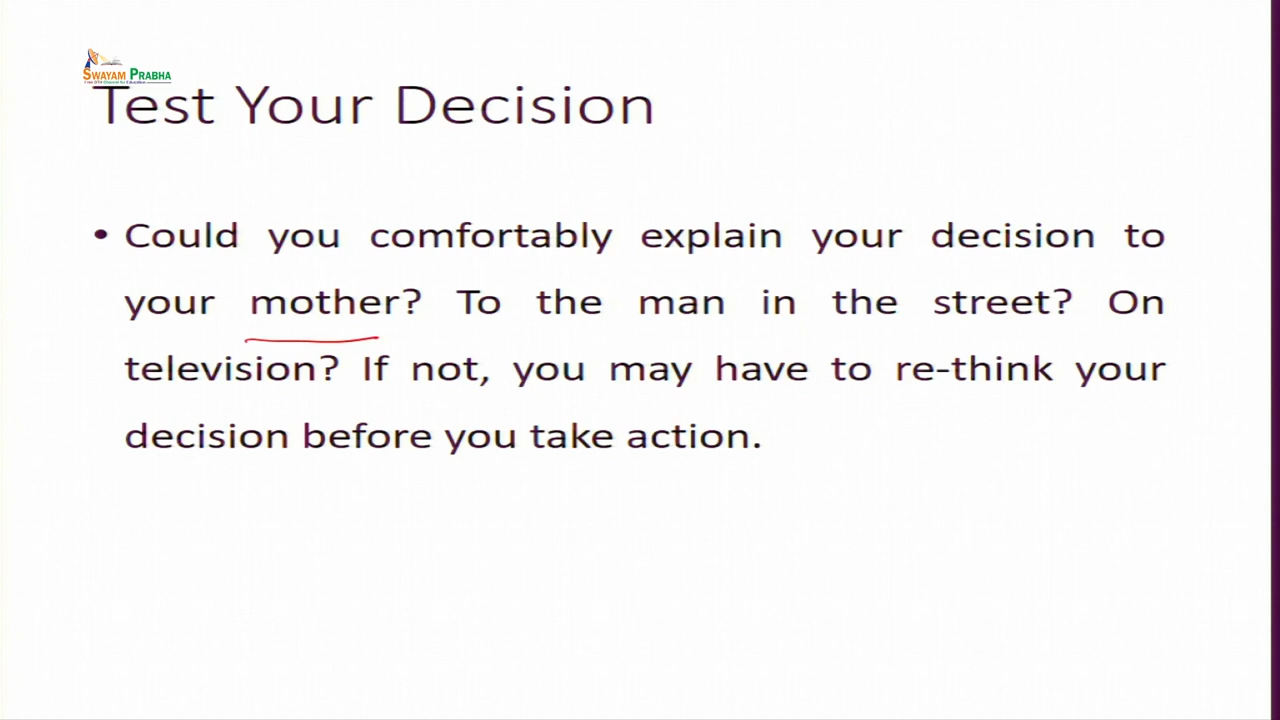 SWAYAM PRABHA
Test Your Decision
• Could you comfortably explain your decision to
your mother? To the man in the street? On
television? If not, you may have to re-think your
decision before you take action.